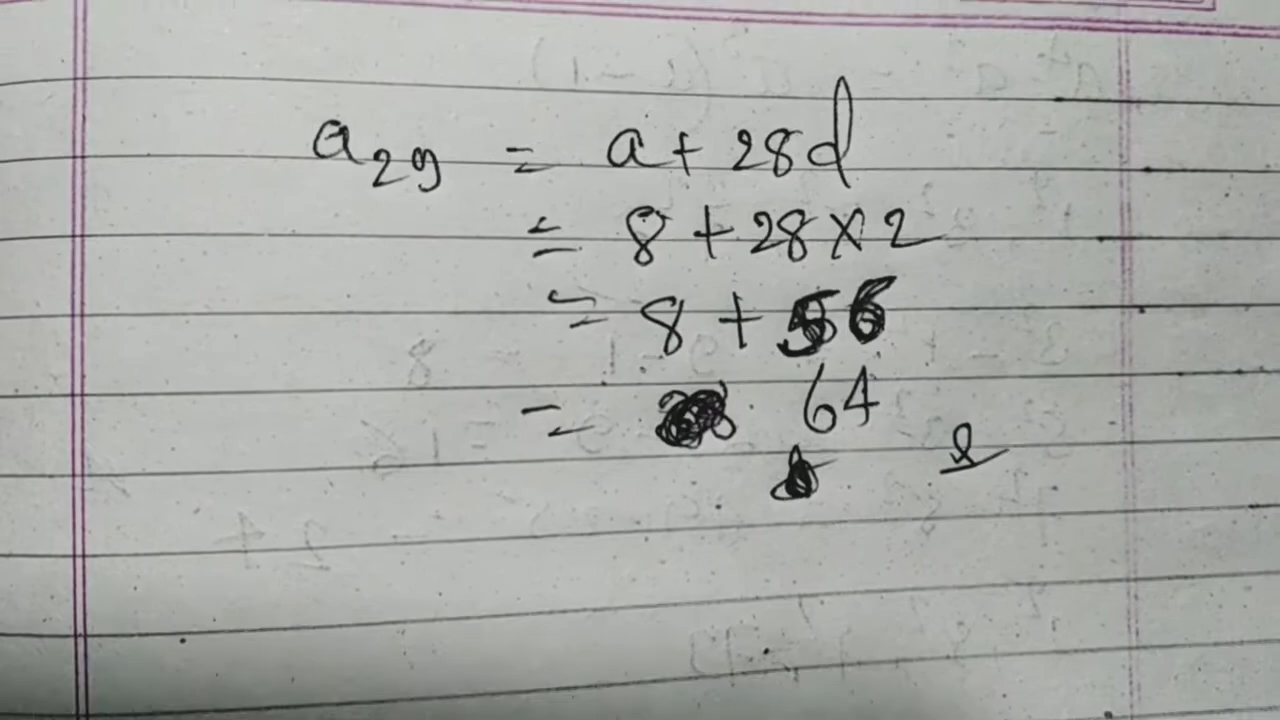 a₂₉ = a + 28d
= 8 + 28 × 2
= 8 + 56
= 64